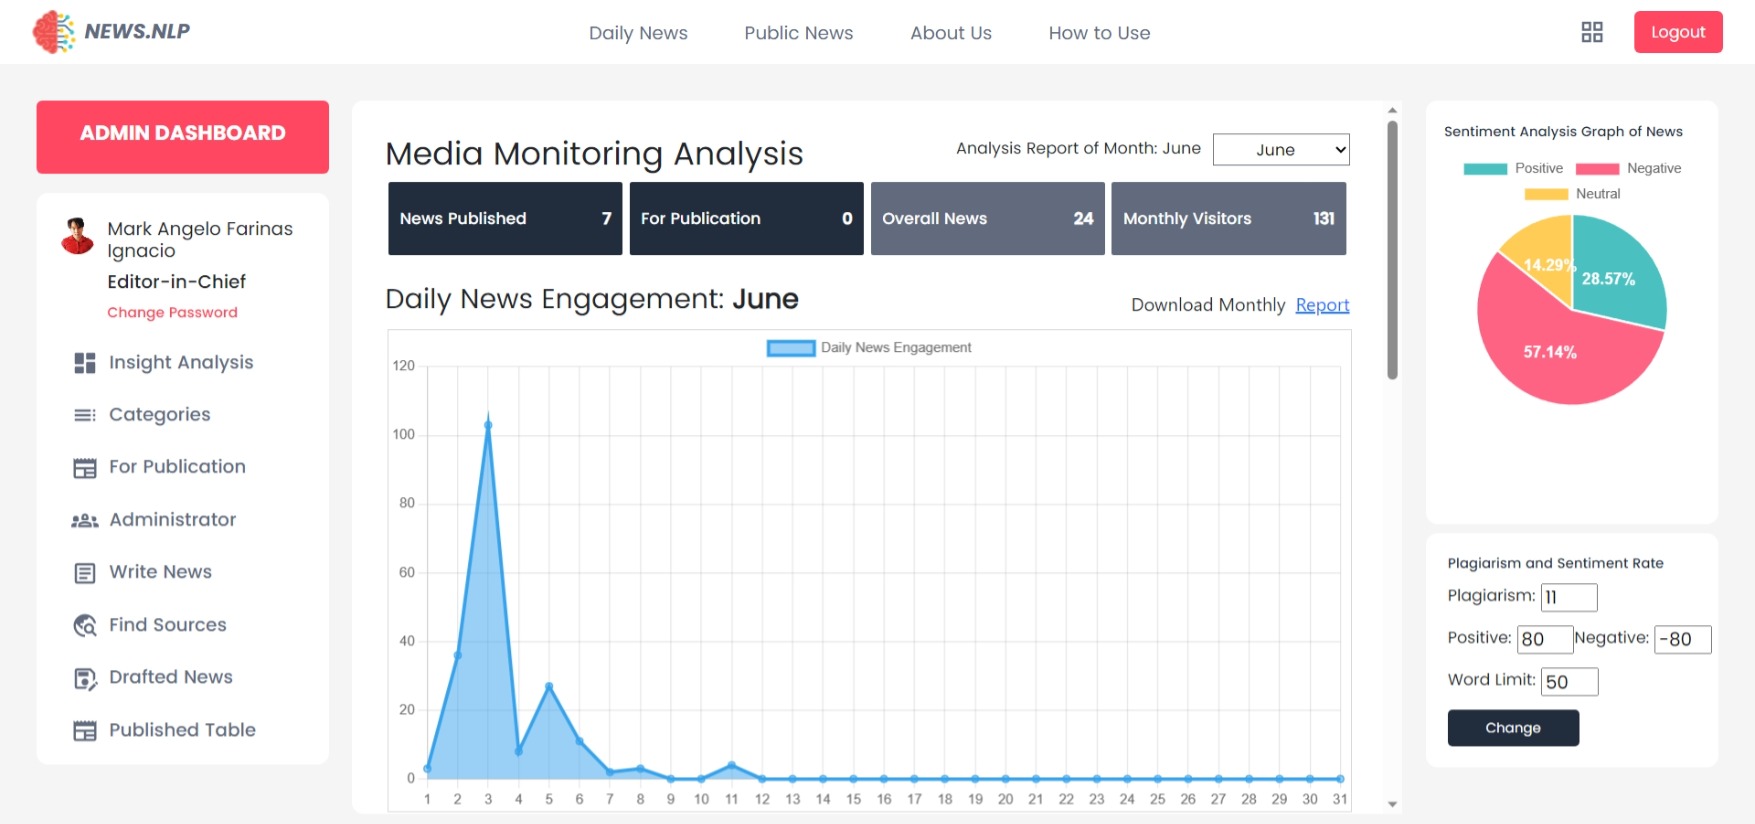 NEWS.NLP
Daily News
Public News
About Us
How to Use
Logout
ADMIN DASHBOARD
Mark Angelo Farinas
Ignacio
Editor-in-Chief
Change Password
Insight Analysis
Categories
For Publication
Administrator
Write News
Find Sources
Drafted News
Published Table
Media Monitoring Analysis
Analysis Report of Month: June
June
News Published 7
For Publication 0
Overall News 24
Monthly Visitors 131
Daily News Engagement: June
Download Monthly Report
Daily News Engagement
120
100
80
60
40
20
0
1 2 3 4 5 6 7 8 9 10 11 12 13 14 15 16 17 18 19 20 21 22 23 24 25 26 27 28 29 30 31
Sentiment Analysis Graph of News
Positive Negative
Neutral
14.29% 28.57%
57.14%
Plagiarism and Sentiment Rate
Plagiarism: 11
Positive: 80 Negative: -80
Word Limit: 50
Change